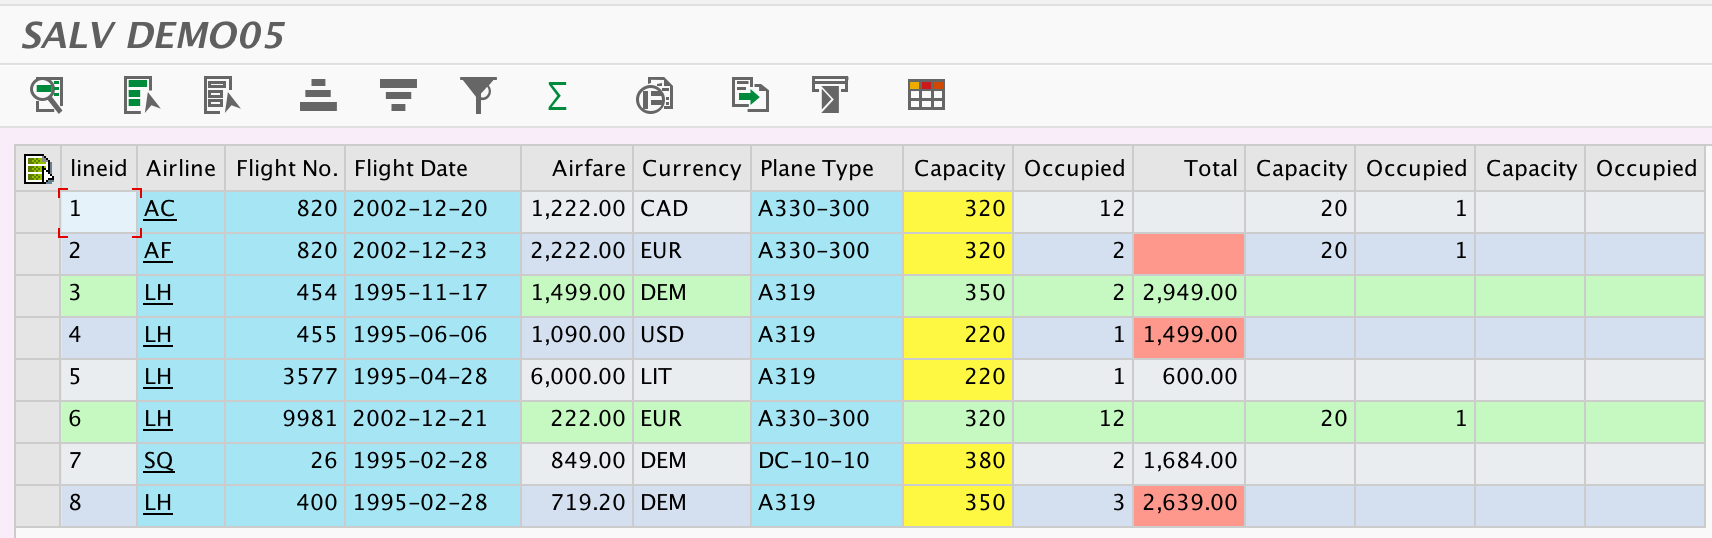 SALV DEMO05
lineid Airline Flight No. Flight Date Airfare Currency Plane Type Capacity Occupied Total Capacity Occupied Capacity Occupied
1 AC 820 2002-12-20 1,222.00 CAD A330-300 320 12 20 1
2 AF 820 2002-12-23 2,222.00 EUR A330-300 320 2 20 1
3 LH 454 1995-11-17 1,499.00 DEM A319 350 2 2,949.00
4 LH 455 1995-06-06 1,090.00 USD A319 220 1 1,499.00
5 LH 3577 1995-04-28 6,000.00 LIT A319 220 1 600.00
6 LH 9981 2002-12-21 222.00 EUR A330-300 320 12 20 1
7 SQ 26 1995-02-28 849.00 DEM DC-10-10 380 2 1,684.00
8 LH 400 1995-02-28 719.20 DEM A319 350 3 2,639.00